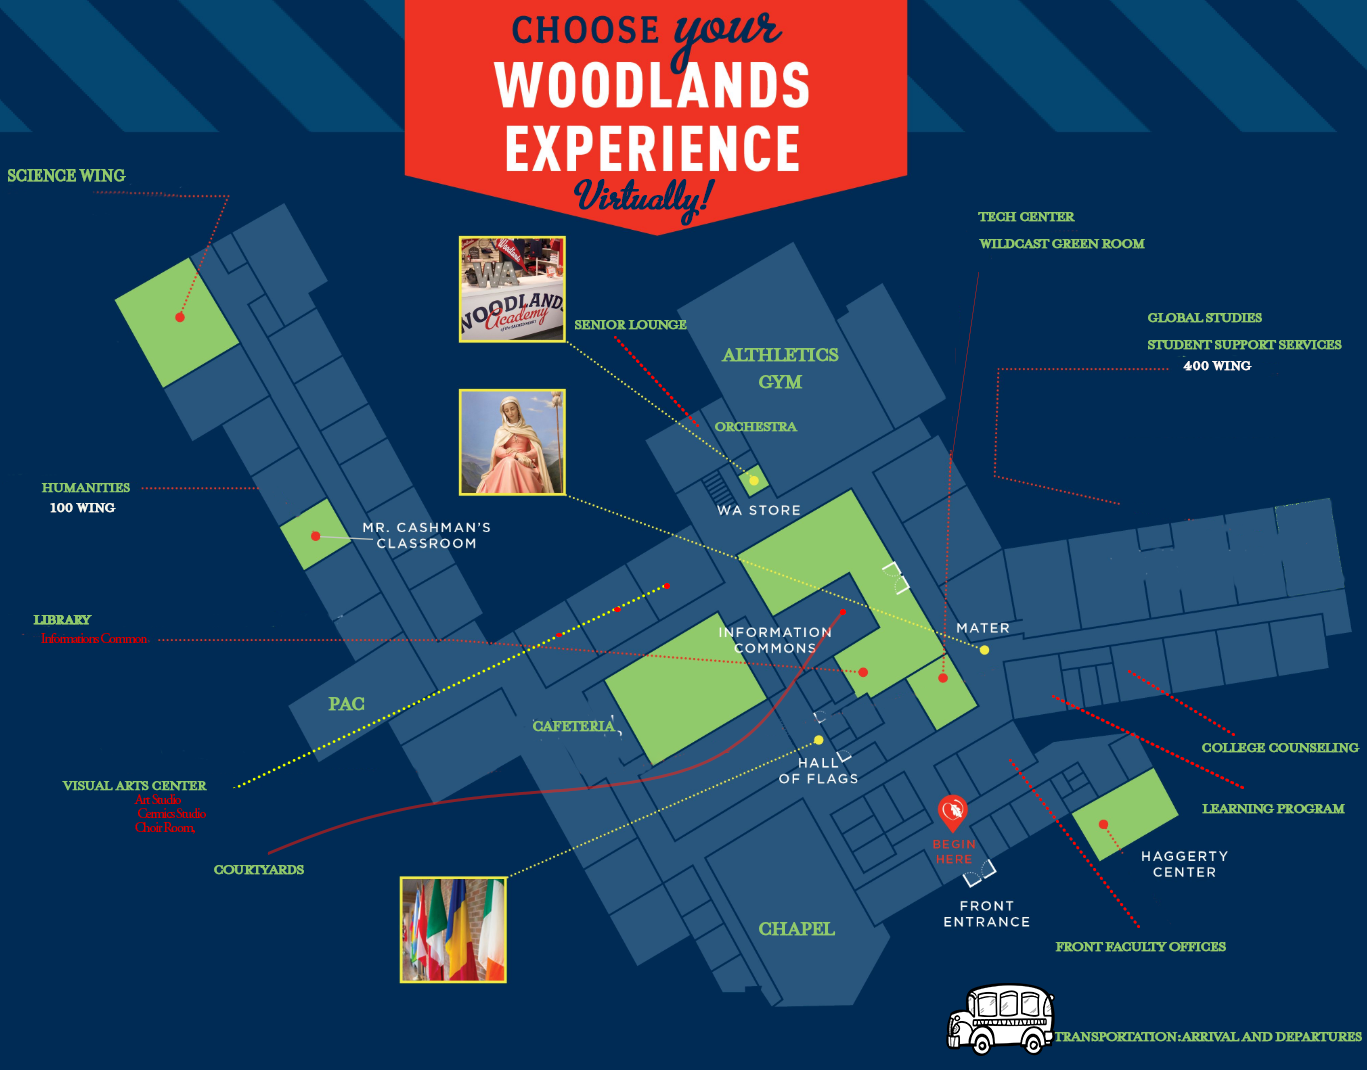 CHOOSE your
WOODLANDS
EXPERIENCE
Virtually!
SCIENCE WING
TECH CENTER
WILDCAST GREEN ROOM
Woodlands
WA
WOODLAND
Academy
SENIOR LOUNGE
GLOBAL STUDIES
STUDENT SUPPORT SERVICES
400 WING
ALTHLETICS
GYM
ORCHESTRA
HUMANITIES
100 WING
WA STORE
MR. CASHMAN'S
CLASSROOM
LIBRARY
Informations Common,
INFORMATION
COMMONS
MATER
PAC
CAFETERIA
COLLEGE COUNSELING
HALL
OF FLAGS
VISUAL ARTS CENTER
Art Studio
Cermics Studio
Choir Room,
LEARNING PROGRAM
BEGIN
HERE
COURTYARDS
HAGGERTY
CENTER
FRONT
ENTRANCE
CHAPEL
FRONT FACULTY OFFICES
TRANSPORTATION: ARRIVAL AND DEPARTURES